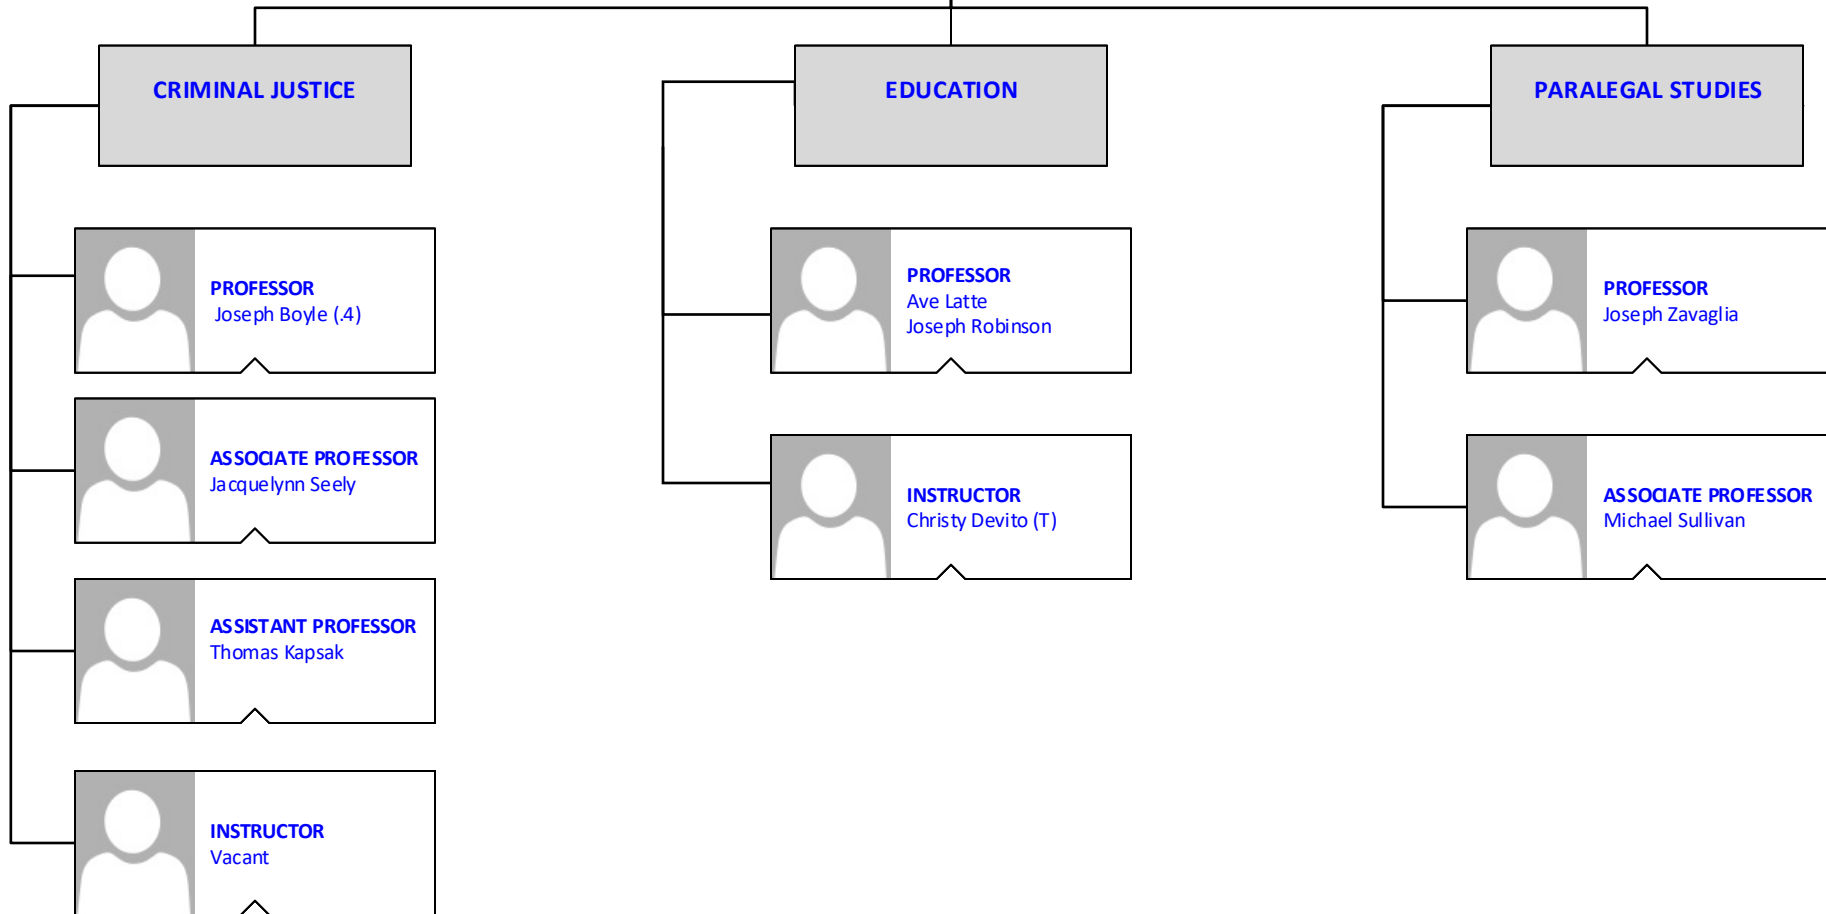 CRIMINAL JUSTICE
PROFESSOR
Joseph Boyle (.4)
ASSOCIATE PROFESSOR
Jacquelynn Seely
ASSISTANT PROFESSOR
Thomas Kapsak
INSTRUCTOR
Vacant
EDUCATION
PROFESSOR
Ave Latte
Joseph Robinson
INSTRUCTOR
Christy Devito (T)
PARALEGAL STUDIES
PROFESSOR
Joseph Zavaglia
ASSOCIATE PROFESSOR
Michael Sullivan